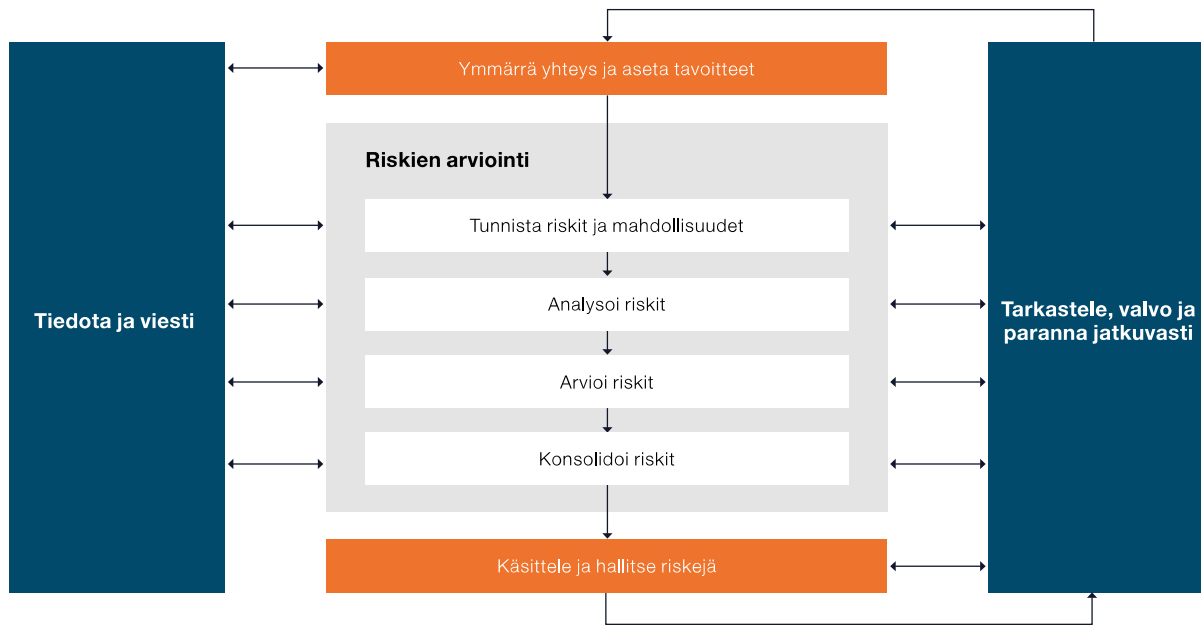 Ymmärrä yhteys ja aseta tavoitteet
Riskien arviointi
Tunnista riskit ja mahdollisuudet
Analysoi riskit
Arvioi riskit
Konsolidoi riskit
Käsittele ja hallitse riskejä
Tiedota ja viesti
Tarkastele, valvo ja
paranna jatkuvasti